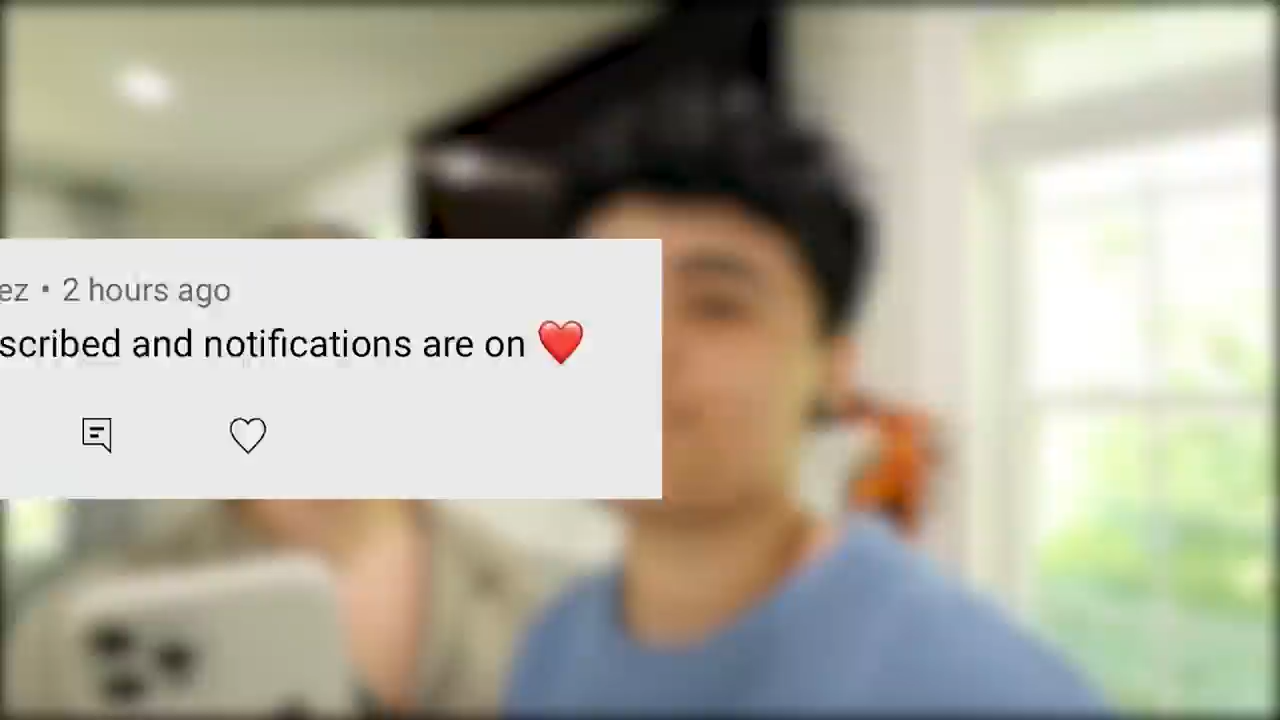 ez • 2 hours ago
scribed and notifications are on ❤️